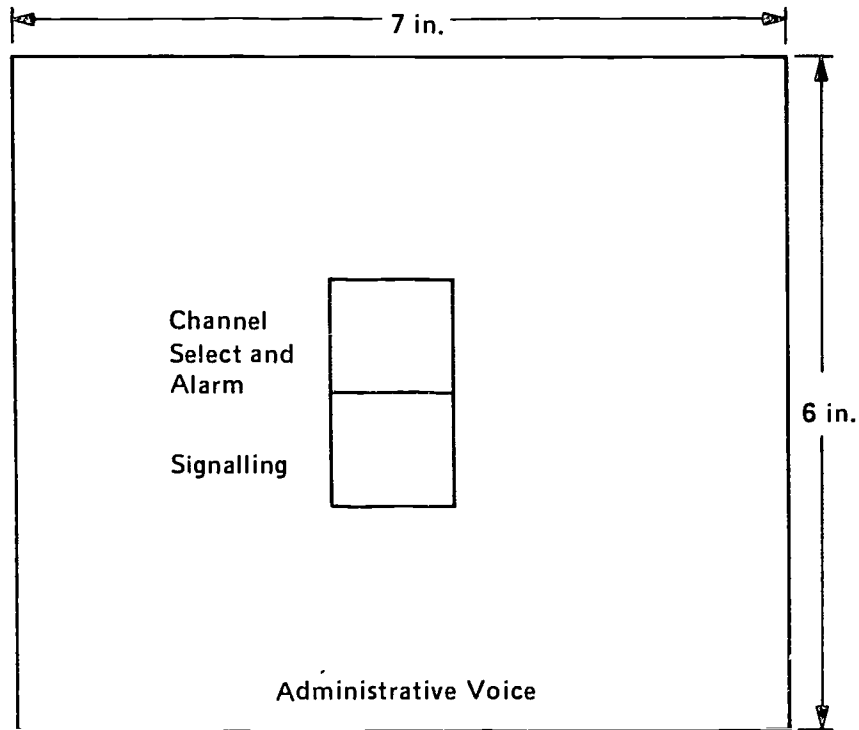 7 in.
Channel
Select and
Alarm
6 in.
Signalling
Administrative Voice